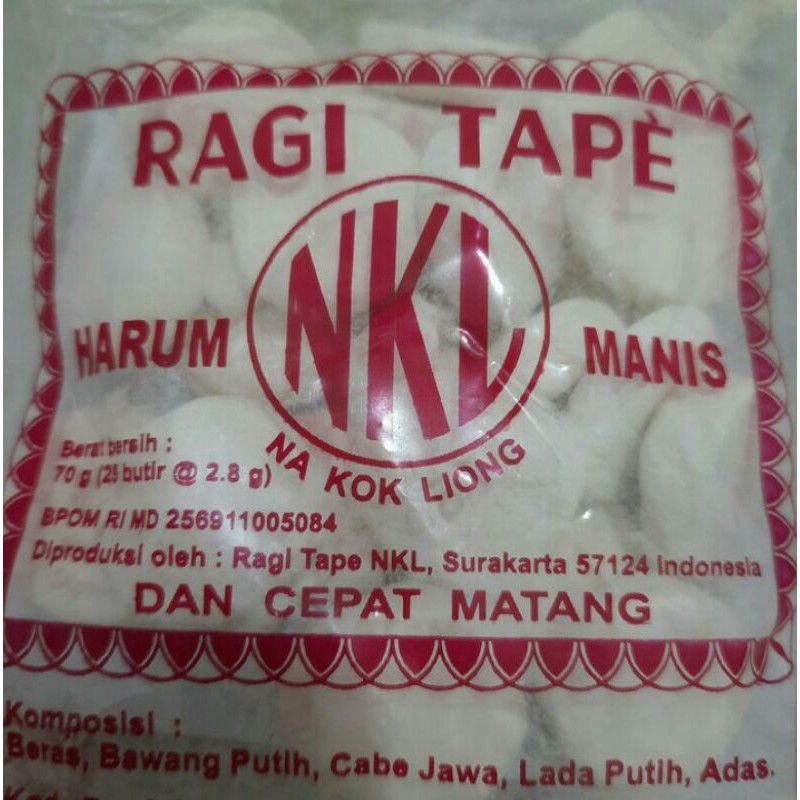 RAGI TAPÈ
NKL
HARUM MANIS
NA KOK LIONG
Berat bersih :
70 g (25 butir @ 2.8 g)
BPOM RI MD 256911005084
Diproduksi oleh : Ragi Tape NKL, Surakarta 57124 Indonesia
DAN CEPAT MATANG
Komposisi :
Beras, Bawang Putih, Cabe Jawa, Lada Putih, Adas.